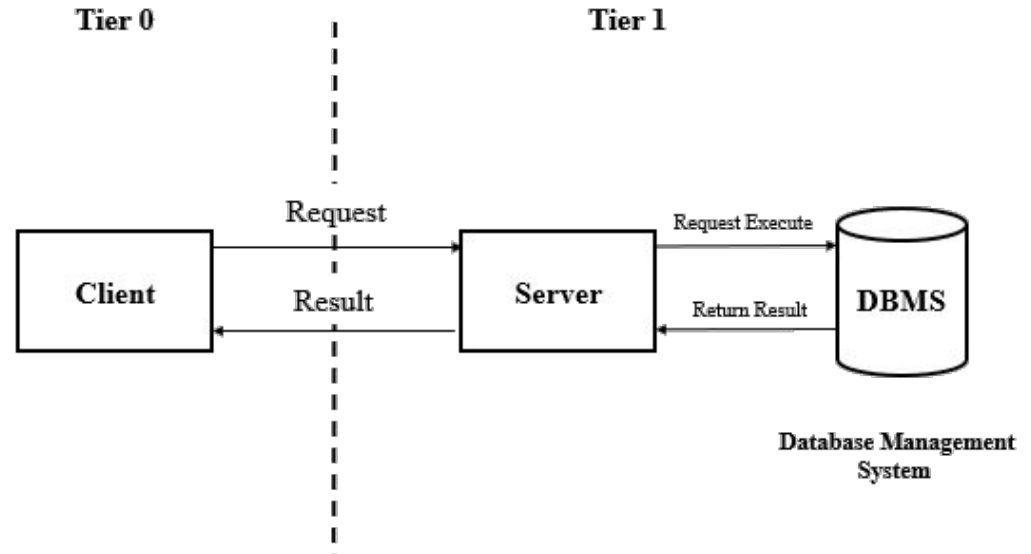 Tier 0
Tier 1
Request
Request Execute
Client
Result
Server
Return Result
DBMS
Database Management
System